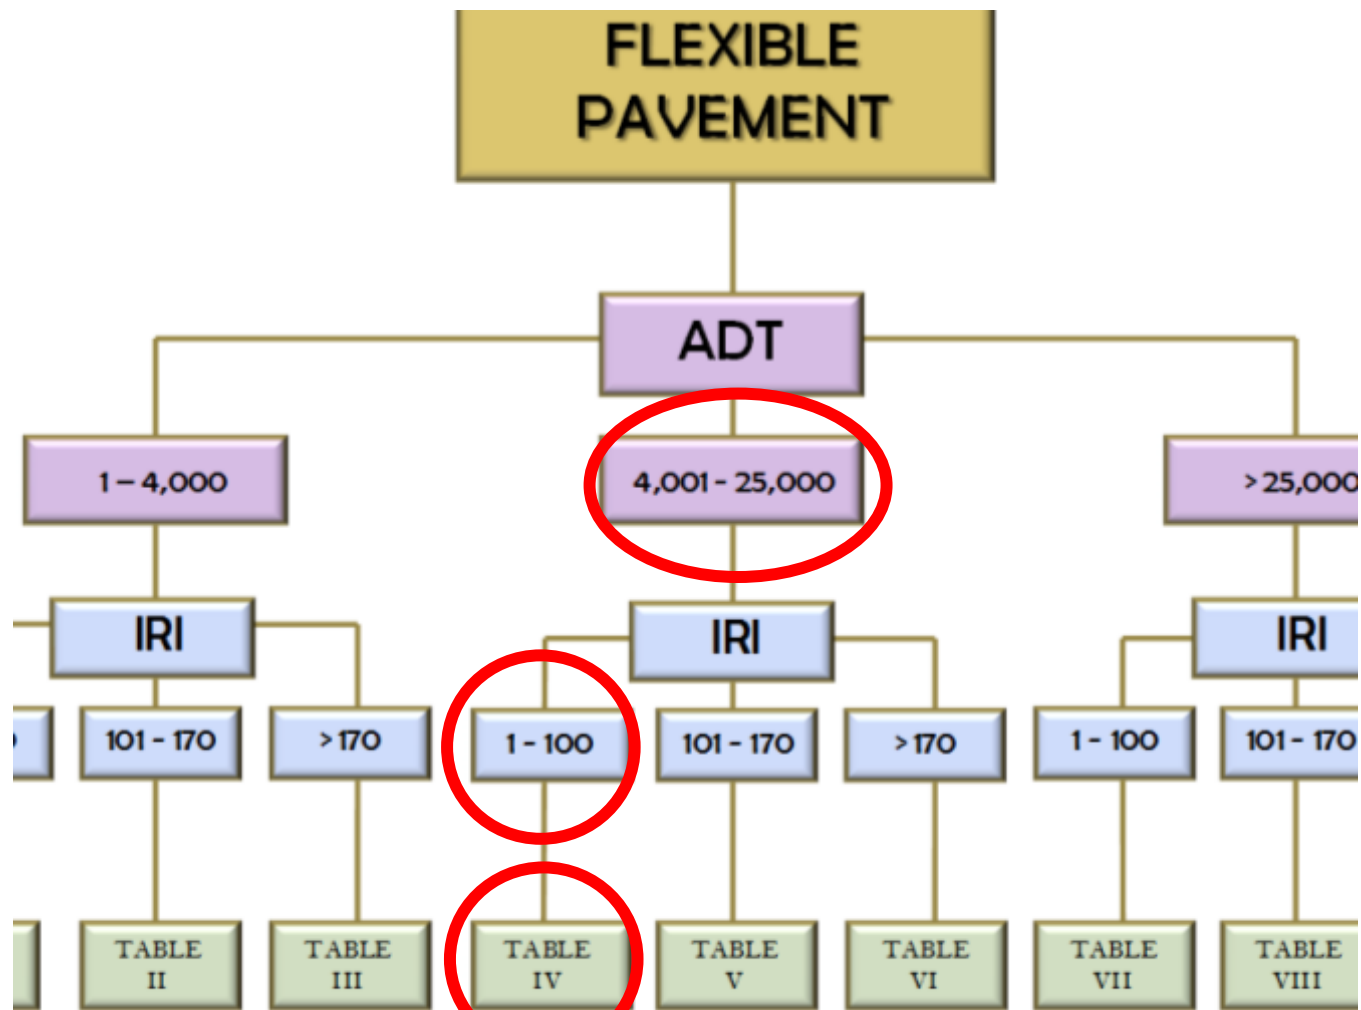 FLEXIBLE
PAVEMENT
ADT
1 – 4,000
4,001 - 25,000
> 25,000
IRI
IRI
IRI
101 - 170
> 170
1 - 100
101 - 170
> 170
1 - 100
101 - 170
TABLE
II
TABLE
III
TABLE
IV
TABLE
V
TABLE
VI
TABLE
VII
TABLE
VIII